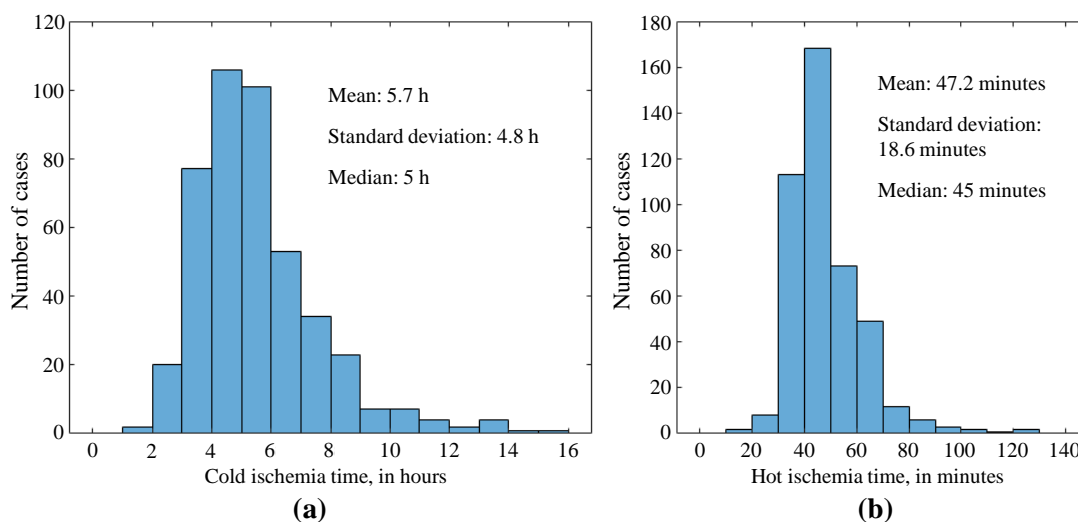 120
100
80
60
40
20
0
Number of cases
Mean: 5.7 h
Standard deviation: 4.8 h
Median: 5 h
0 2 4 6 8 10 12 14 16
Cold ischemia time, in hours
(a)
180
160
140
120
100
80
60
40
20
0
Number of cases
Mean: 47.2 minutes
Standard deviation:
18.6 minutes
Median: 45 minutes
0 20 40 60 80 100 120 140
Hot ischemia time, in minutes
(b)